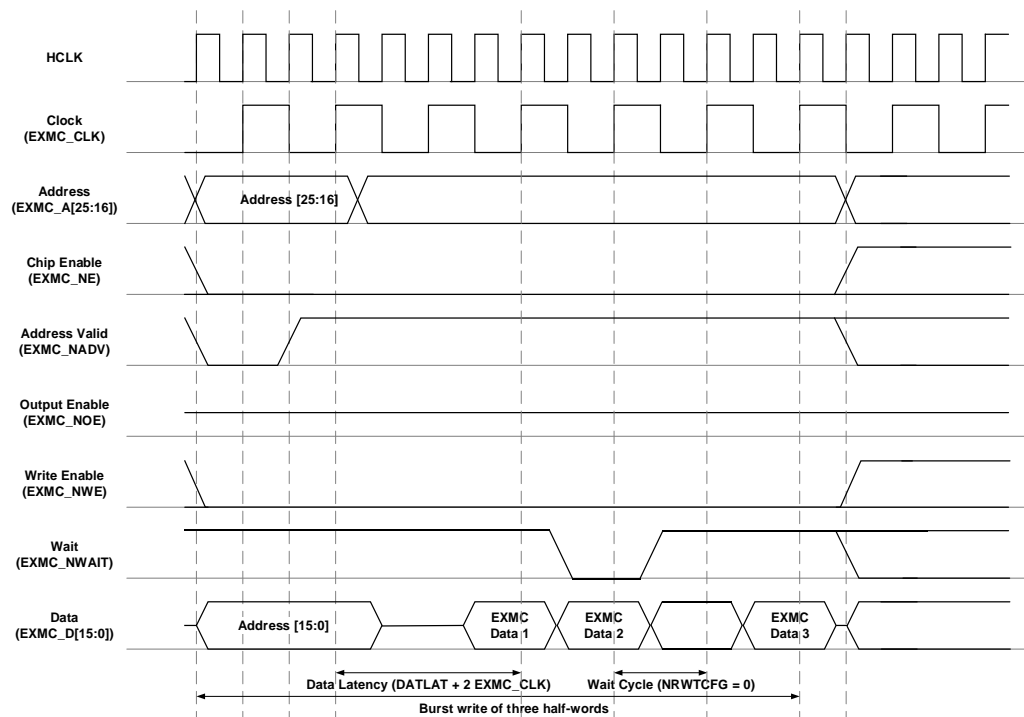 HCLK
Clock
(EXMC_CLK)
Address
(EXMC_A[25:16])
Address [25:16]
Chip Enable
(EXMC_NE)
Address Valid
(EXMC_NADV)
Output Enable
(EXMC_NOE)
Write Enable
(EXMC_NWE)
Wait
(EXMC_NWAIT)
Data
(EXMC_D[15:0])
Address [15:0]
EXMC
Data 1
EXMC
Data 2
EXMC
Data 3
Data Latency (DATLAT + 2 EXMC_CLK)
Wait Cycle (NRWTCFG = 0)
Burst write of three half-words